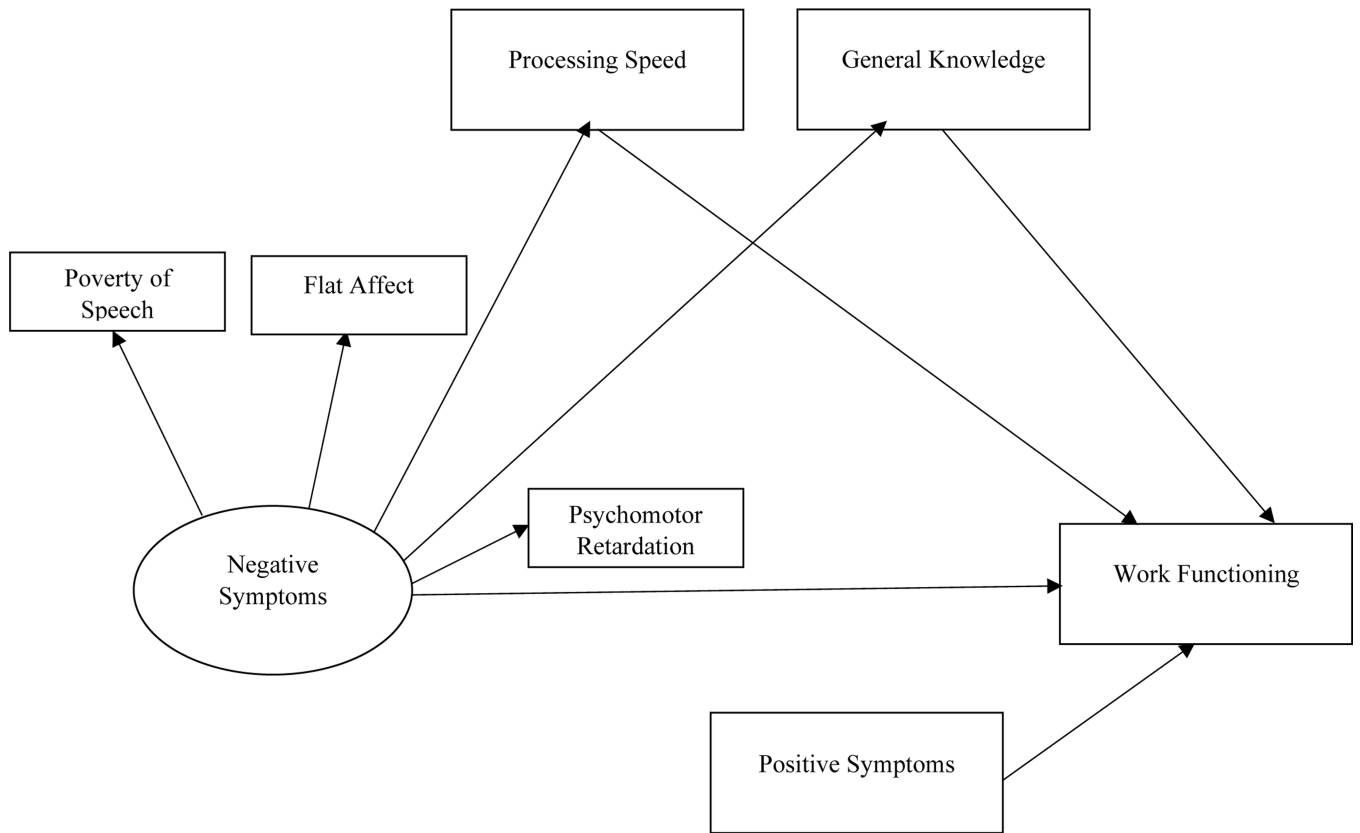 Processing Speed
General Knowledge
Poverty of
Speech
Flat Affect
Psychomotor
Retardation
Negative
Symptoms
Work Functioning
Positive Symptoms